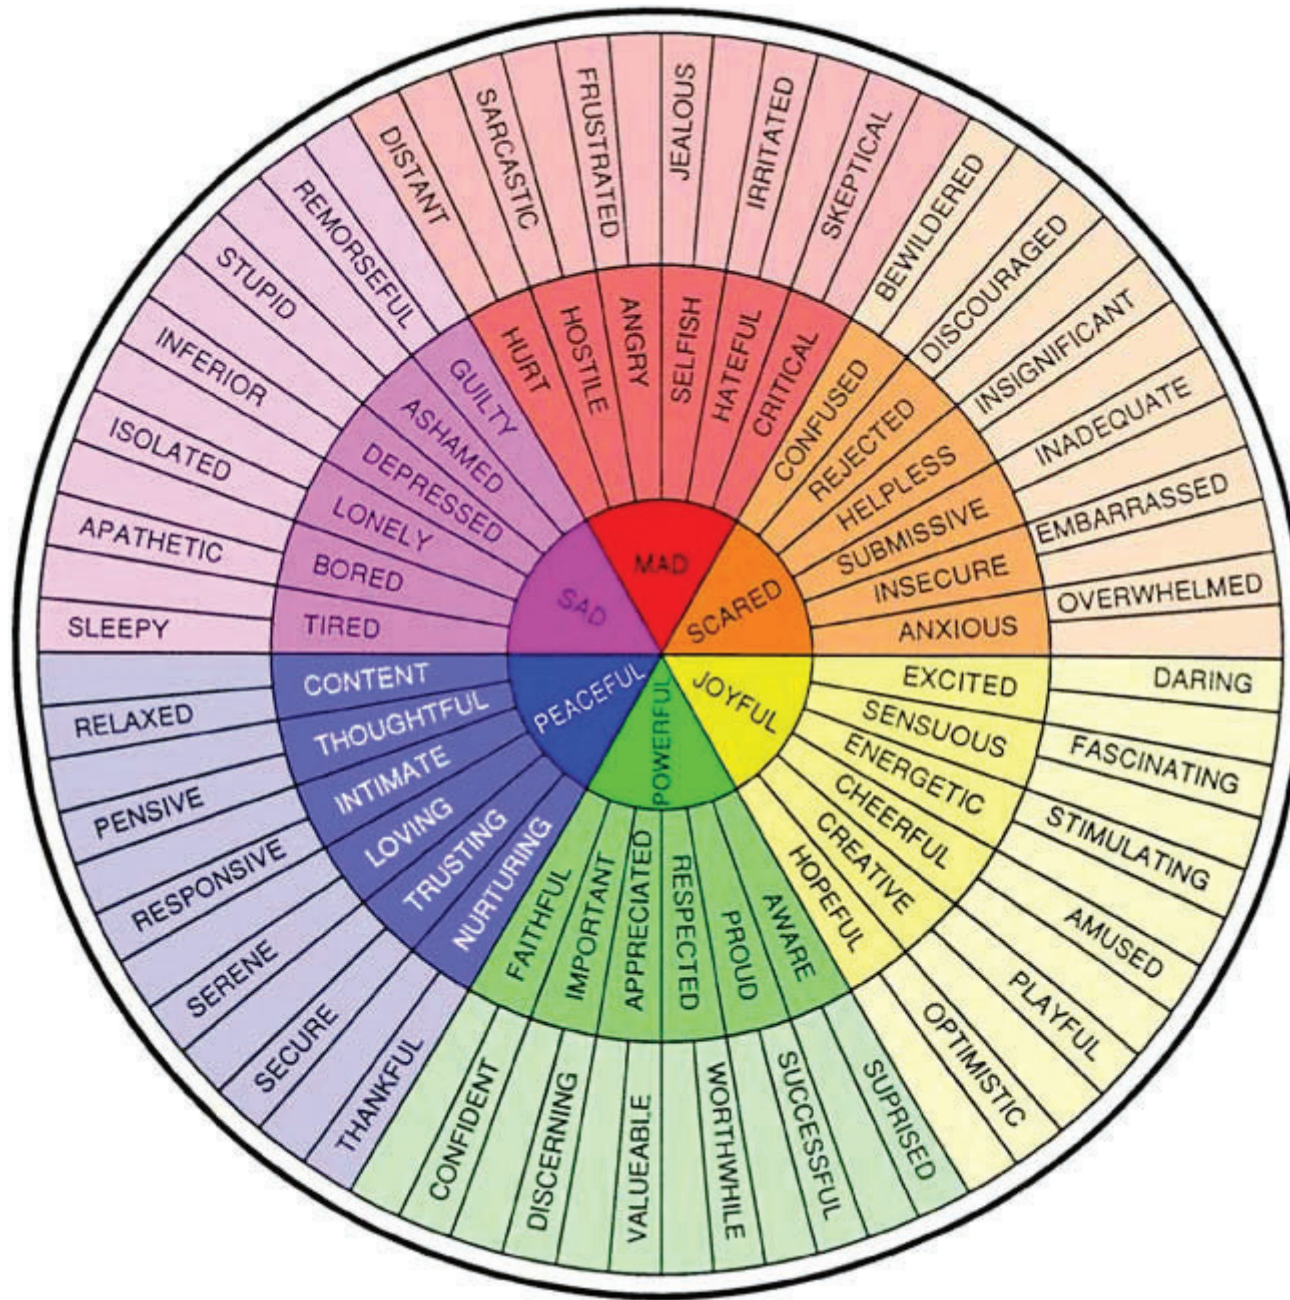 MAD
SCARED
JOYFUL
POWERFUL
PEACEFUL
SAD
HURT
HOSTILE
ANGRY
SELFISH
HATEFUL
CRITICAL
CONFUSED
REJECTED
HELPLESS
SUBMISSIVE
INSECURE
ANXIOUS
EXCITED
SENSUOUS
ENERGETIC
CHEERFUL
CREATIVE
HOPEFUL
AWARE
PROUD
RESPECTED
APPRECIATED
IMPORTANT
FAITHFUL
NURTURING
TRUSTING
LOVING
INTIMATE
THOUGHTFUL
CONTENT
TIRED
BORED
LONELY
DEPRESSED
ASHAMED
GUILTY
DISTANT
SARCASTIC
FRUSTRATED
JEALOUS
IRRITATED
SKEPTICAL
BEWILDERED
DISCOURAGED
INSIGNIFICANT
INADEQUATE
EMBARRASSED
OVERWHELMED
DARING
FASCINATING
STIMULATING
AMUSED
PLAYFUL
OPTIMISTIC
SUPRISED
SUCCESSFUL
WORTHWHILE
VALUEABLE
DISCERNING
CONFIDENT
THANKFUL
SECURE
SERENE
RESPONSIVE
PENSIVE
RELAXED
SLEEPY
APATHETIC
ISOLATED
INFERIOR
STUPID
REMORSEFUL